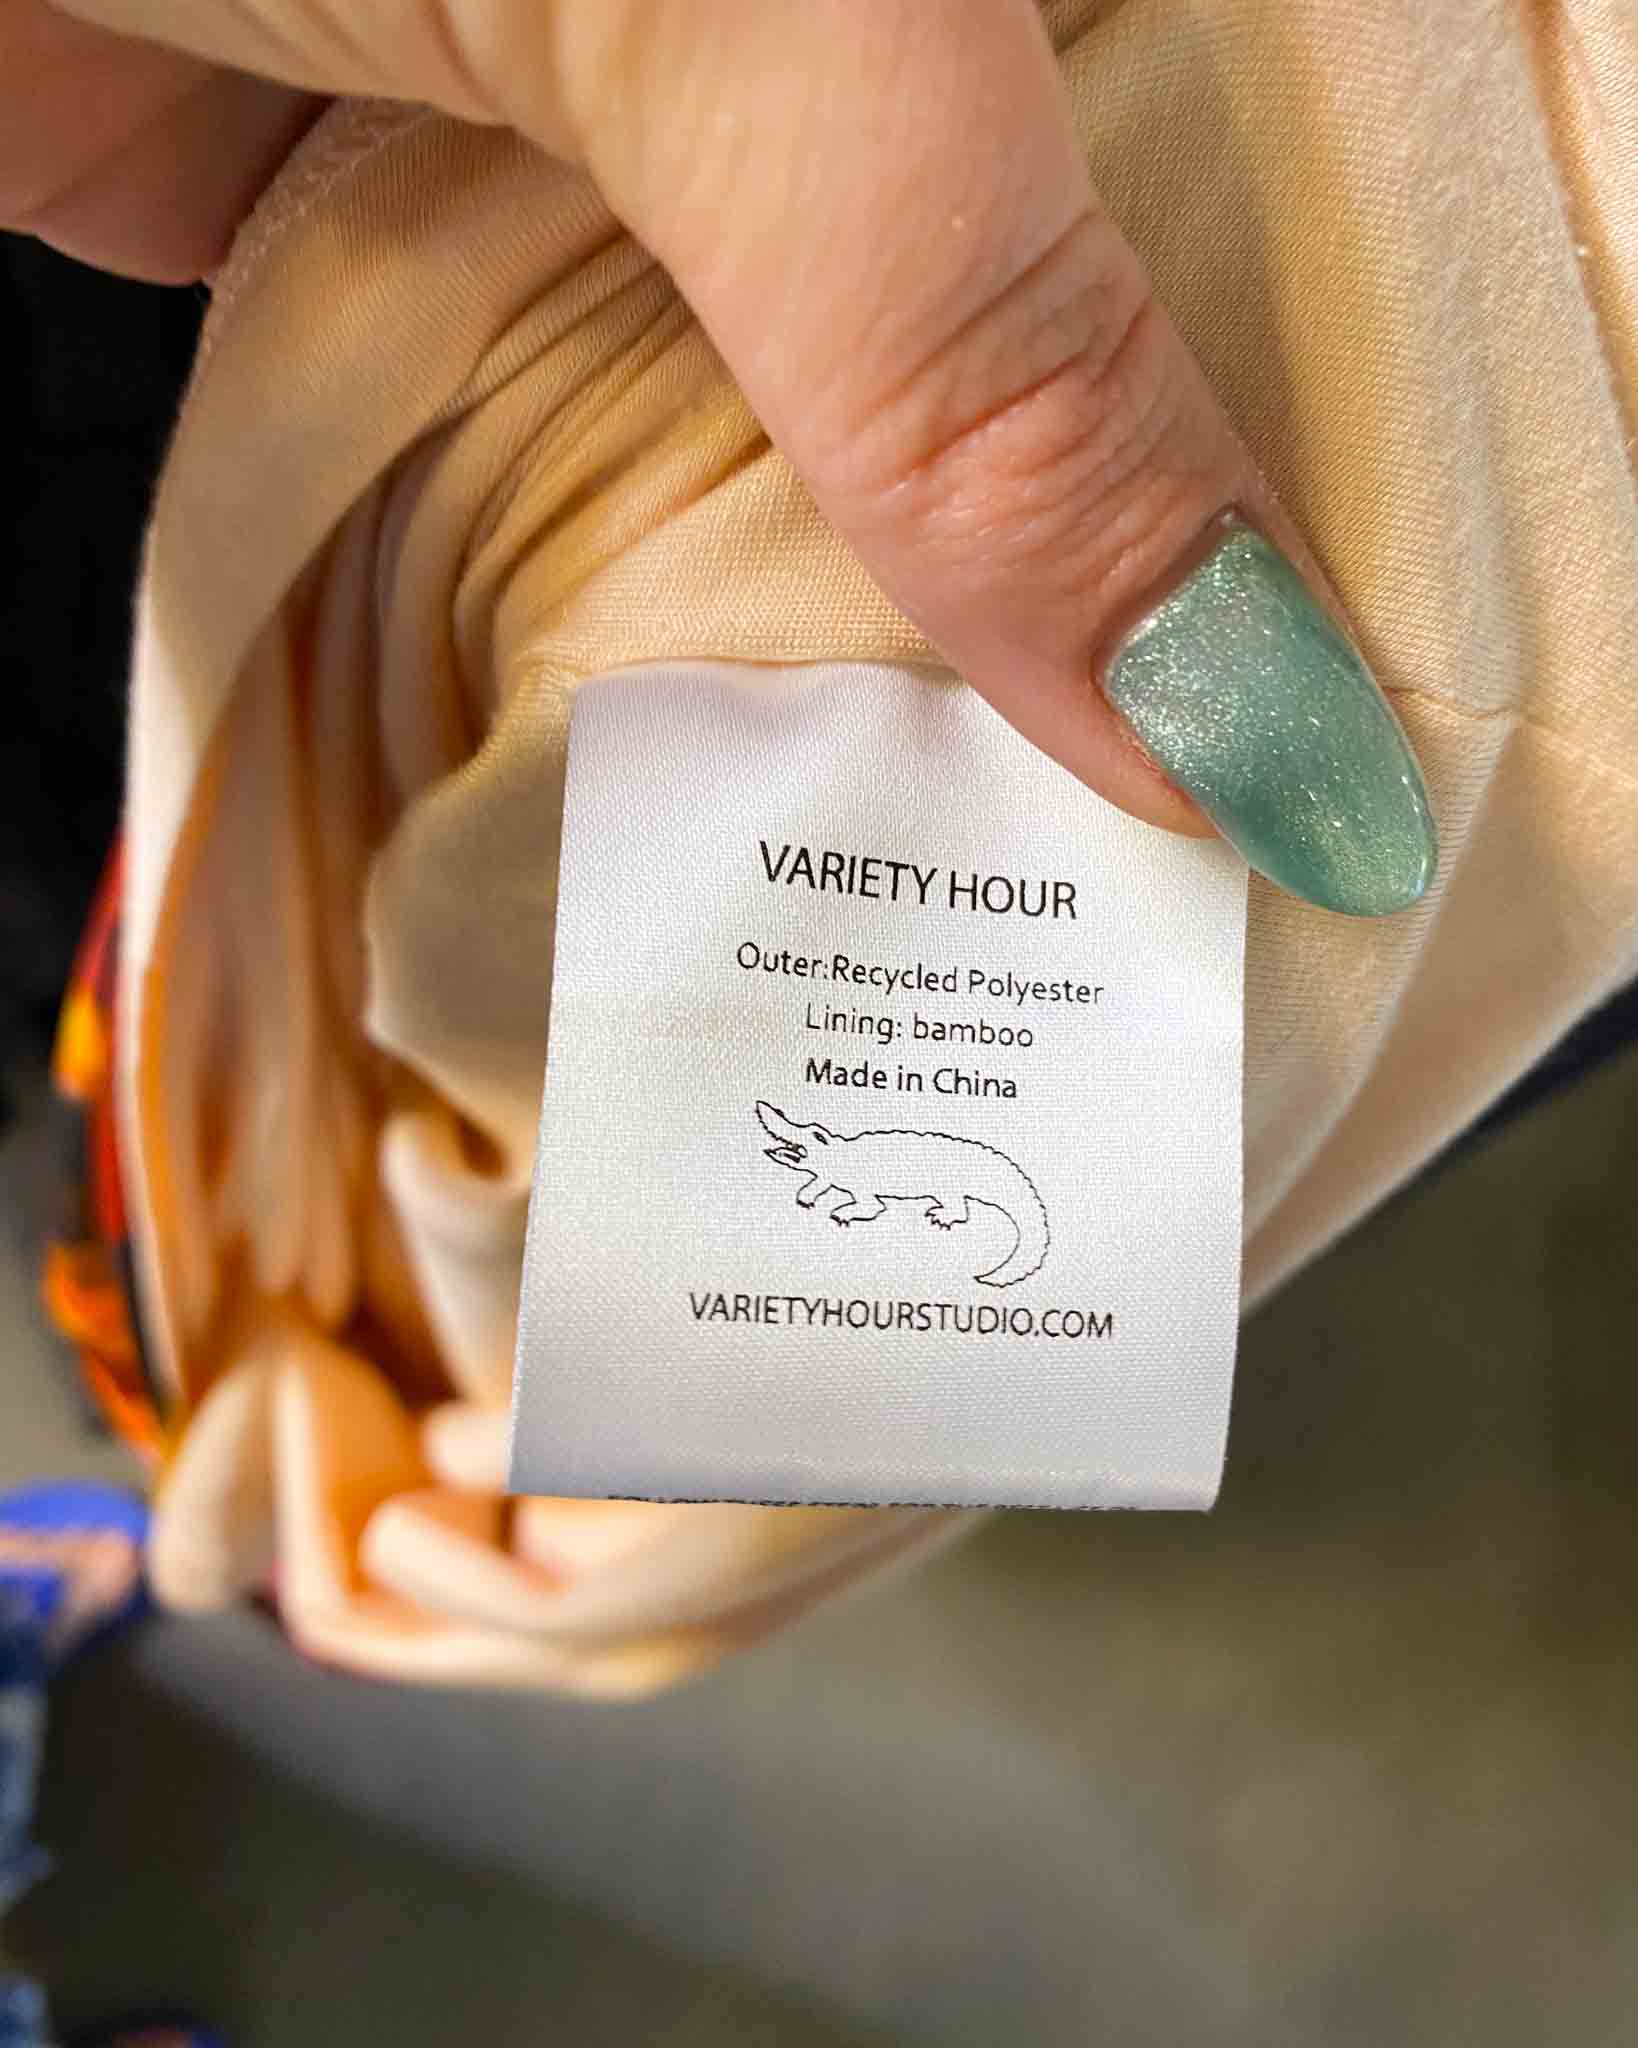 VARIETY HOUR
Outer:Recycled Polyester
Lining: bamboo
Made in China
VARIETYHOURSTUDIO.COM